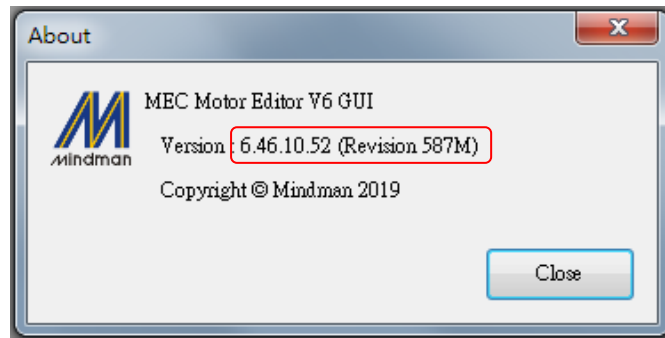 About
MEC Motor Editor V6 GUI
Version : 6.46.10.52 (Revision 587M)
Mindman
Copyright © Mindman 2019
Close